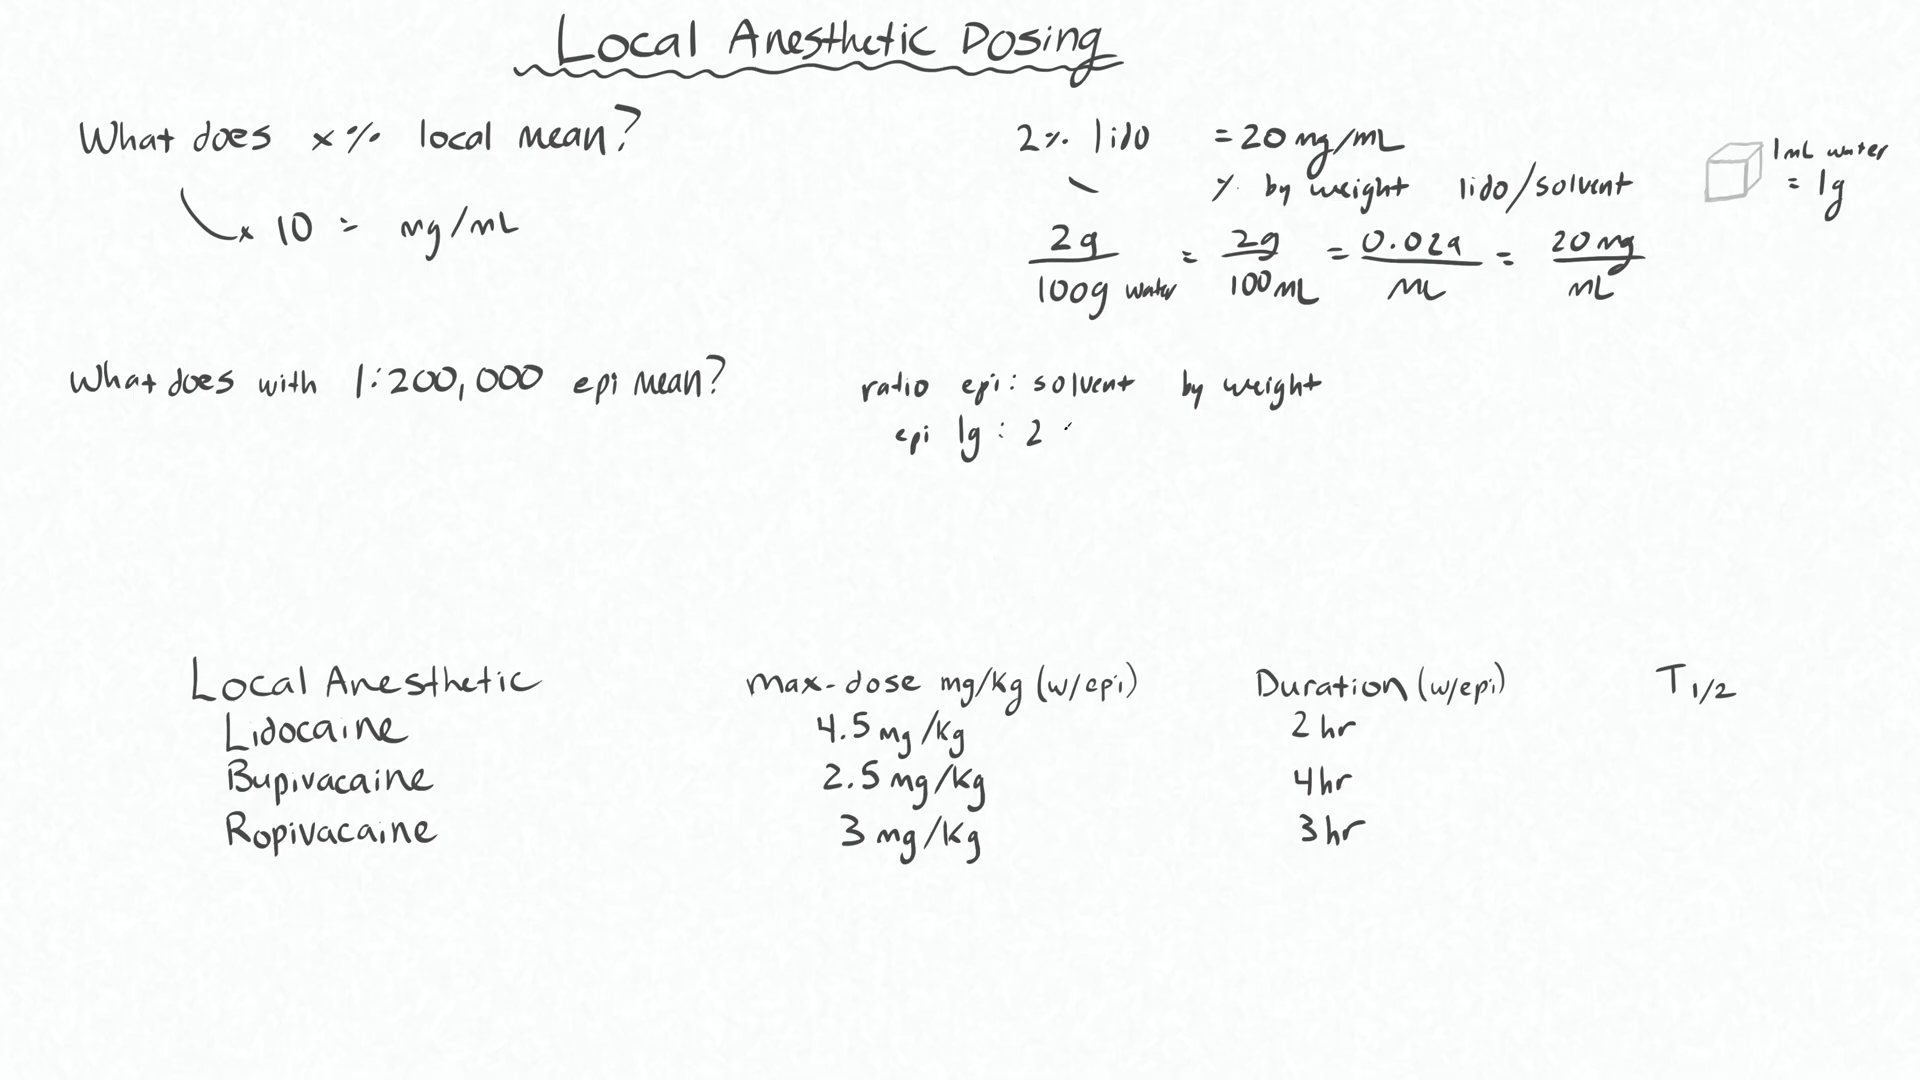 Local Anesthetic Dosing
What does x% local mean?
x 10 = mg/mL
2% lido = 20 mg/mL
% by weight lido/solvent
2g / 100g water = 2g / 100mL = 0.02g / mL = 20mg / mL
1mL water
= 1g
What does with 1:200,000 epi mean?
ratio epi: solvent by weight
epi 1g : 2
Local Anesthetic max-dose mg/kg (w/epi) Duration (w/epi) T 1/2
Lidocaine 4.5 mg/kg 2 hr
Bupivacaine 2.5 mg/kg 4hr
Ropivacaine 3 mg/kg 3 hr